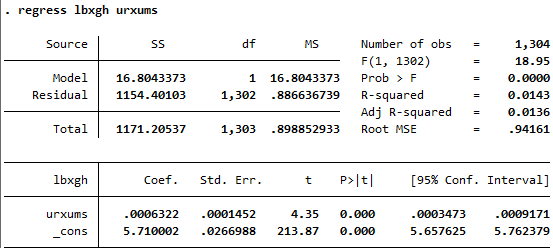 . regress lbxgh urxums
Source SS df MS Number of obs = 1,304
F(1, 1302) = 18.95
Model 16.8043373 1 16.8043373 Prob > F = 0.0000
Residual 1154.40103 1,302 .886636739 R-squared = 0.0143
Adj R-squared = 0.0136
Total 1171.20537 1,303 .898852933 Root MSE = .94161
lbxgh Coef. Std. Err. t P>|t| [95% Conf. Interval]
urxums .0006322 .0001452 4.35 0.000 .0003473 .0009171
_cons 5.710002 .0266988 213.87 0.000 5.657625 5.762379